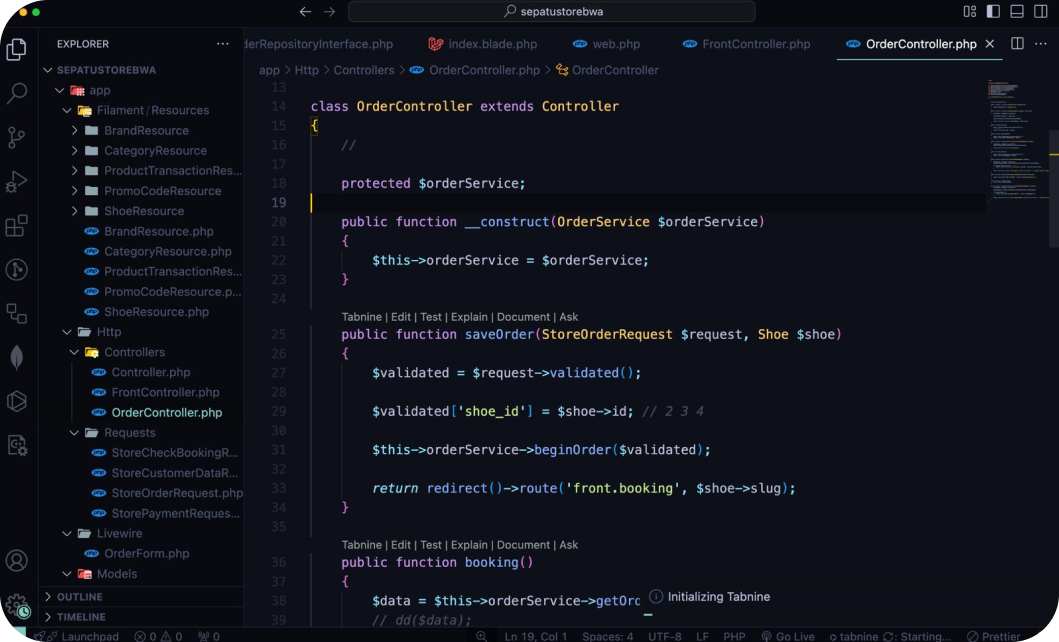 sepatustorebwa
EXPLORER ...
SEPATUSTOREBWA
app
Filament / Resources
BrandResource
CategoryResource
ProductTransactionRes...
PromoCodeResource
ShoeResource
BrandResource.php
CategoryResource.php
ProductTransactionRes...
PromoCodeResource.p...
ShoeResource.php
Http
Controllers
Controller.php
FrontController.php
OrderController.php
Requests
StoreCheckBookingR...
StoreCustomerDataR...
StoreOrderRequest.php
StorePaymentReques...
Livewire
OrderForm.php
Models
OUTLINE
TIMELINE
derRepositoryInterface.php index.blade.php web.php FrontController.php OrderController.php
app > Http > Controllers > OrderController.php > OrderController
13
14 class OrderController extends Controller
15 {
16 //
17
18 protected $orderService;
19
20 public function __construct(OrderService $orderService)
21 {
22 $this->orderService = $orderService;
23 }
24
Tabnine | Edit | Test | Explain | Document | Ask
25 public function saveOrder(StoreOrderRequest $request, Shoe $shoe)
26 {
27 $validated = $request->validated();
28
29 $validated['shoe_id'] = $shoe->id; // 2 3 4
30
31 $this->orderService->beginOrder($validated);
32
33 return redirect()->route('front.booking', $shoe->slug);
34 }
35
Tabnine | Edit | Test | Explain | Document | Ask
36 public function booking()
37 {
38 $data = $this->orderService->getOrd
39 // dd($data);
Initializing Tabnine
Launchpad 0 0 0 Ln 19, Col 1 Spaces: 4 UTF-8 LF PHP Go Live tabnine : Starting... Prettier